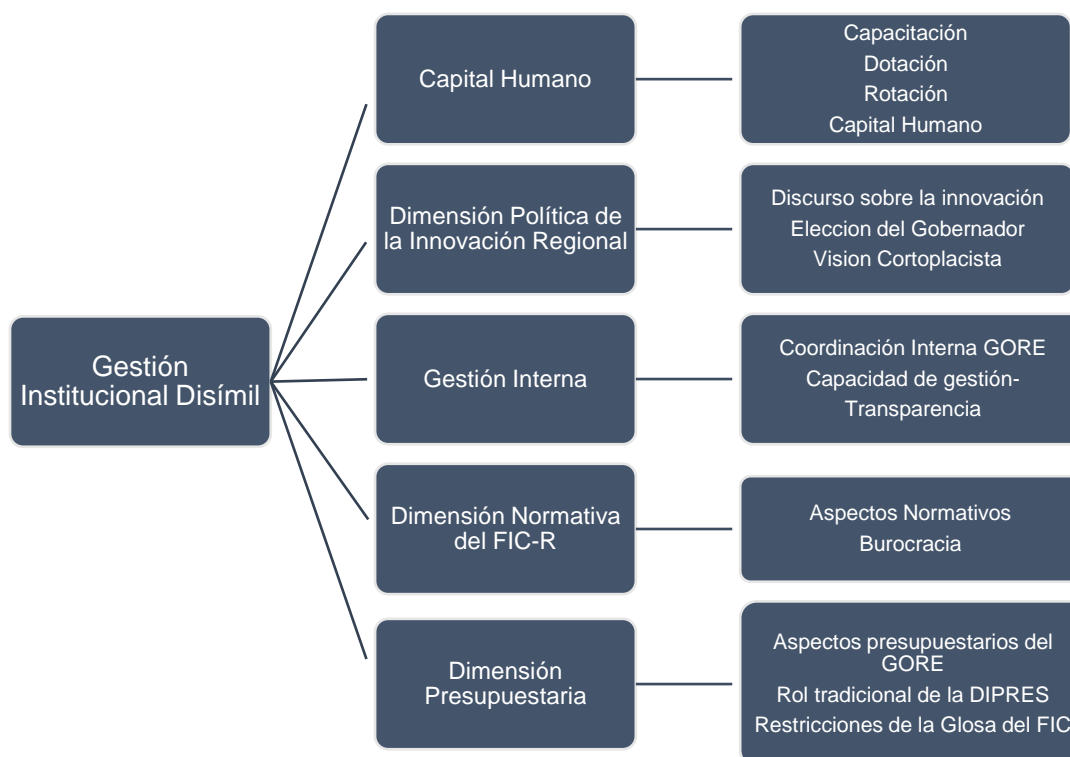 Gestión
Institucional Disímil
Capital Humano
Capacitación
Dotación
Rotación
Capital Humano
Dimensión Política de
la Innovación Regional
Discurso sobre la innovación
Eleccion del Gobernador
Vision Cortoplacista
Gestión Interna
Coordinación Interna GORE
Capacidad de gestión-
Transparencia
Dimensión Normativa
del FIC-R
Aspectos Normativos
Burocracia
Dimensión
Presupuestaria
Aspectos presupuestarios del
GORE
Rol tradicional de la DIPRES
Restricciones de la Glosa del FIC